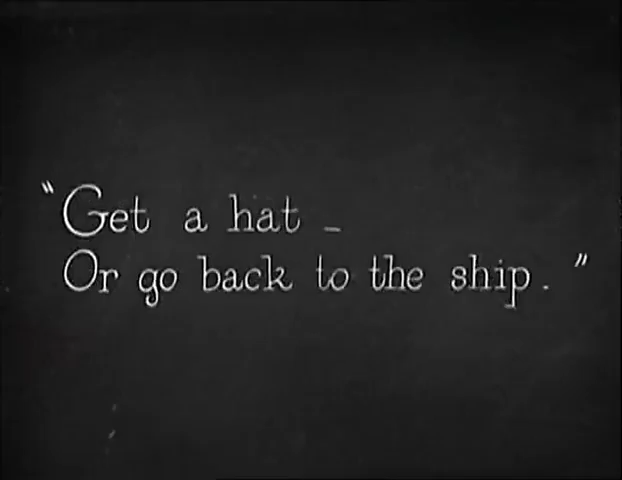 "Get a hat –
Or go back to the ship."